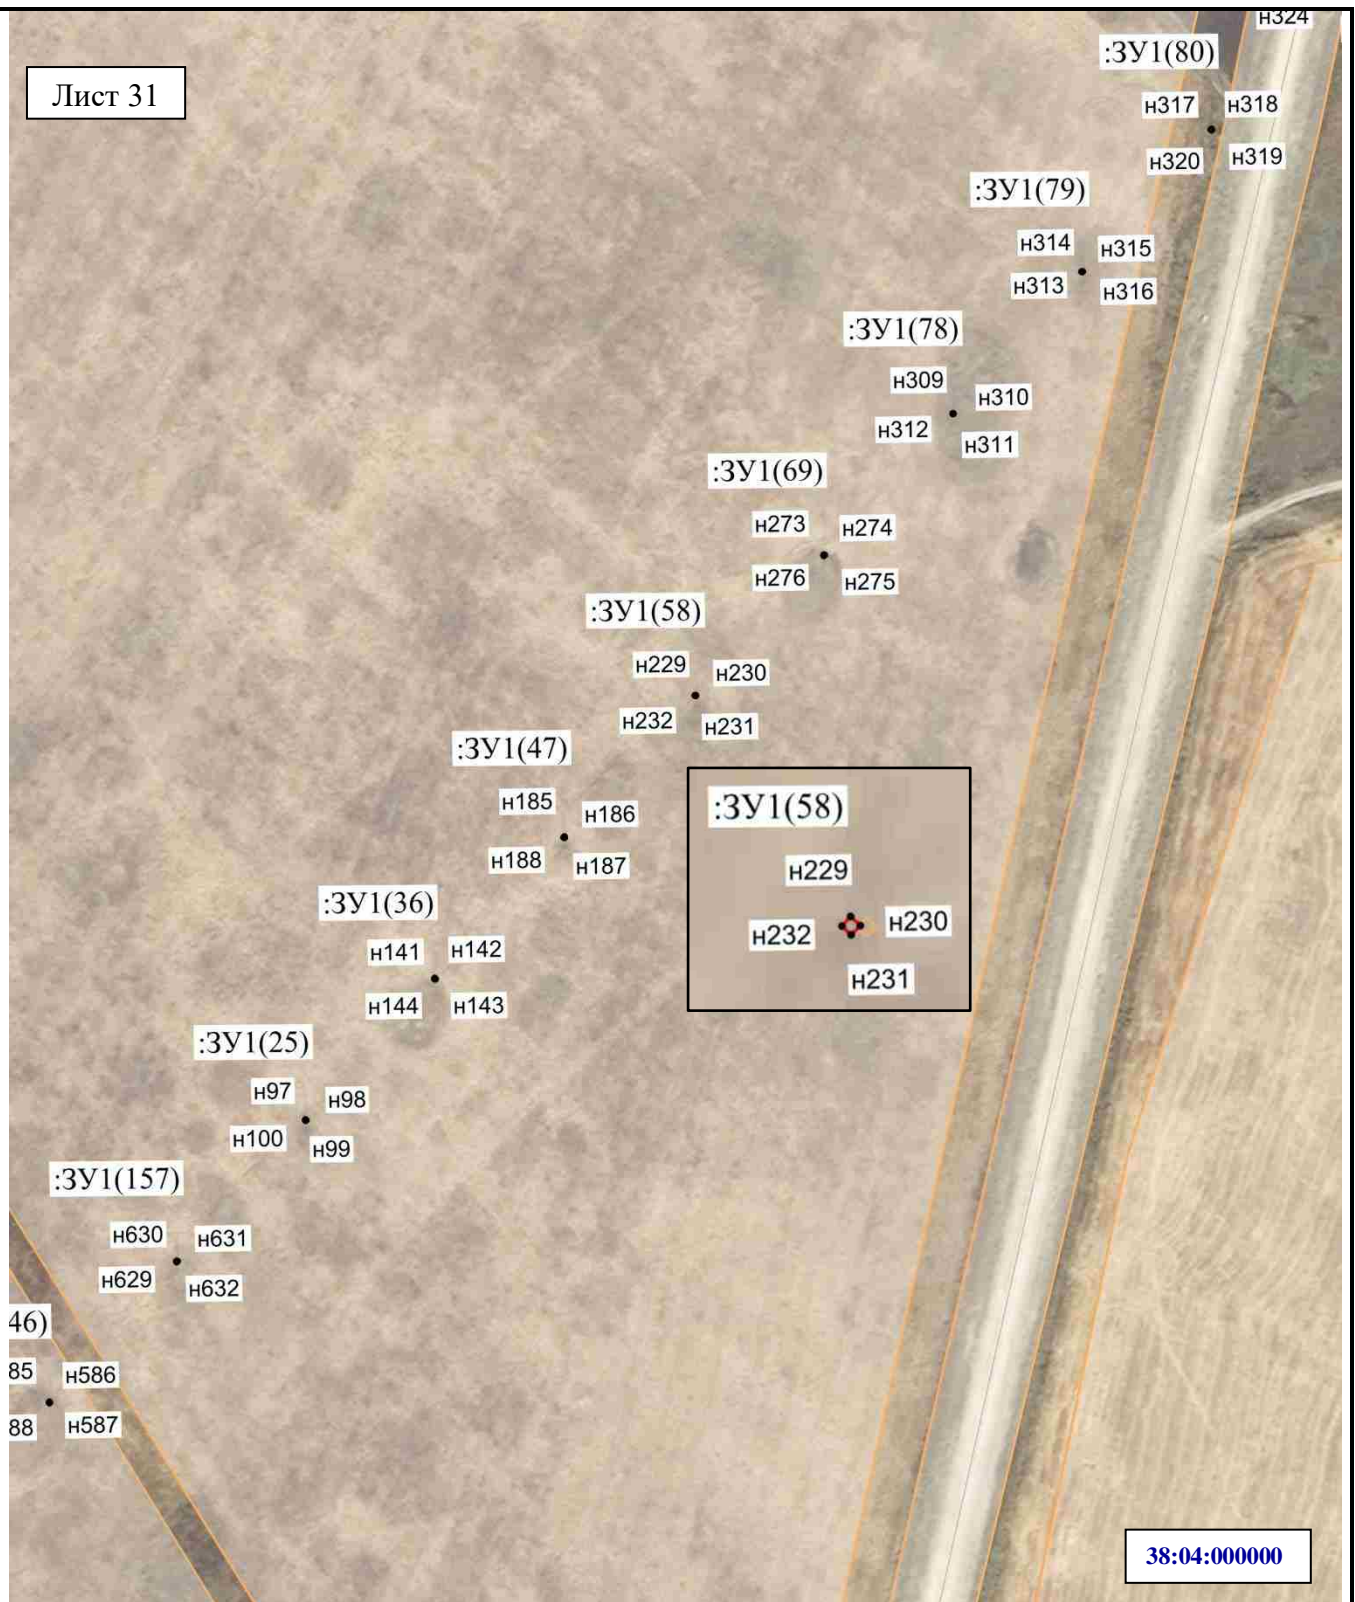 н324
:ЗУ1(80)
Лист 31
н317
н318
н320
н319
:ЗУ1(79)
н314
н315
н313
н316
:ЗУ1(78)
н309
н310
н312
н311
:ЗУ1(69)
н273
н274
н276
н275
:ЗУ1(58)
н229
н230
н232
н231
:ЗУ1(47)
н185
н186
н188
н187
:ЗУ1(58)
н229
н230
н232
н231
:ЗУ1(36)
н141
н142
н144
н143
:ЗУ1(25)
н97
н98
н100
н99
:ЗУ1(157)
н630
н631
н629
н632
46)
85
н586
88
н587
38:04:000000